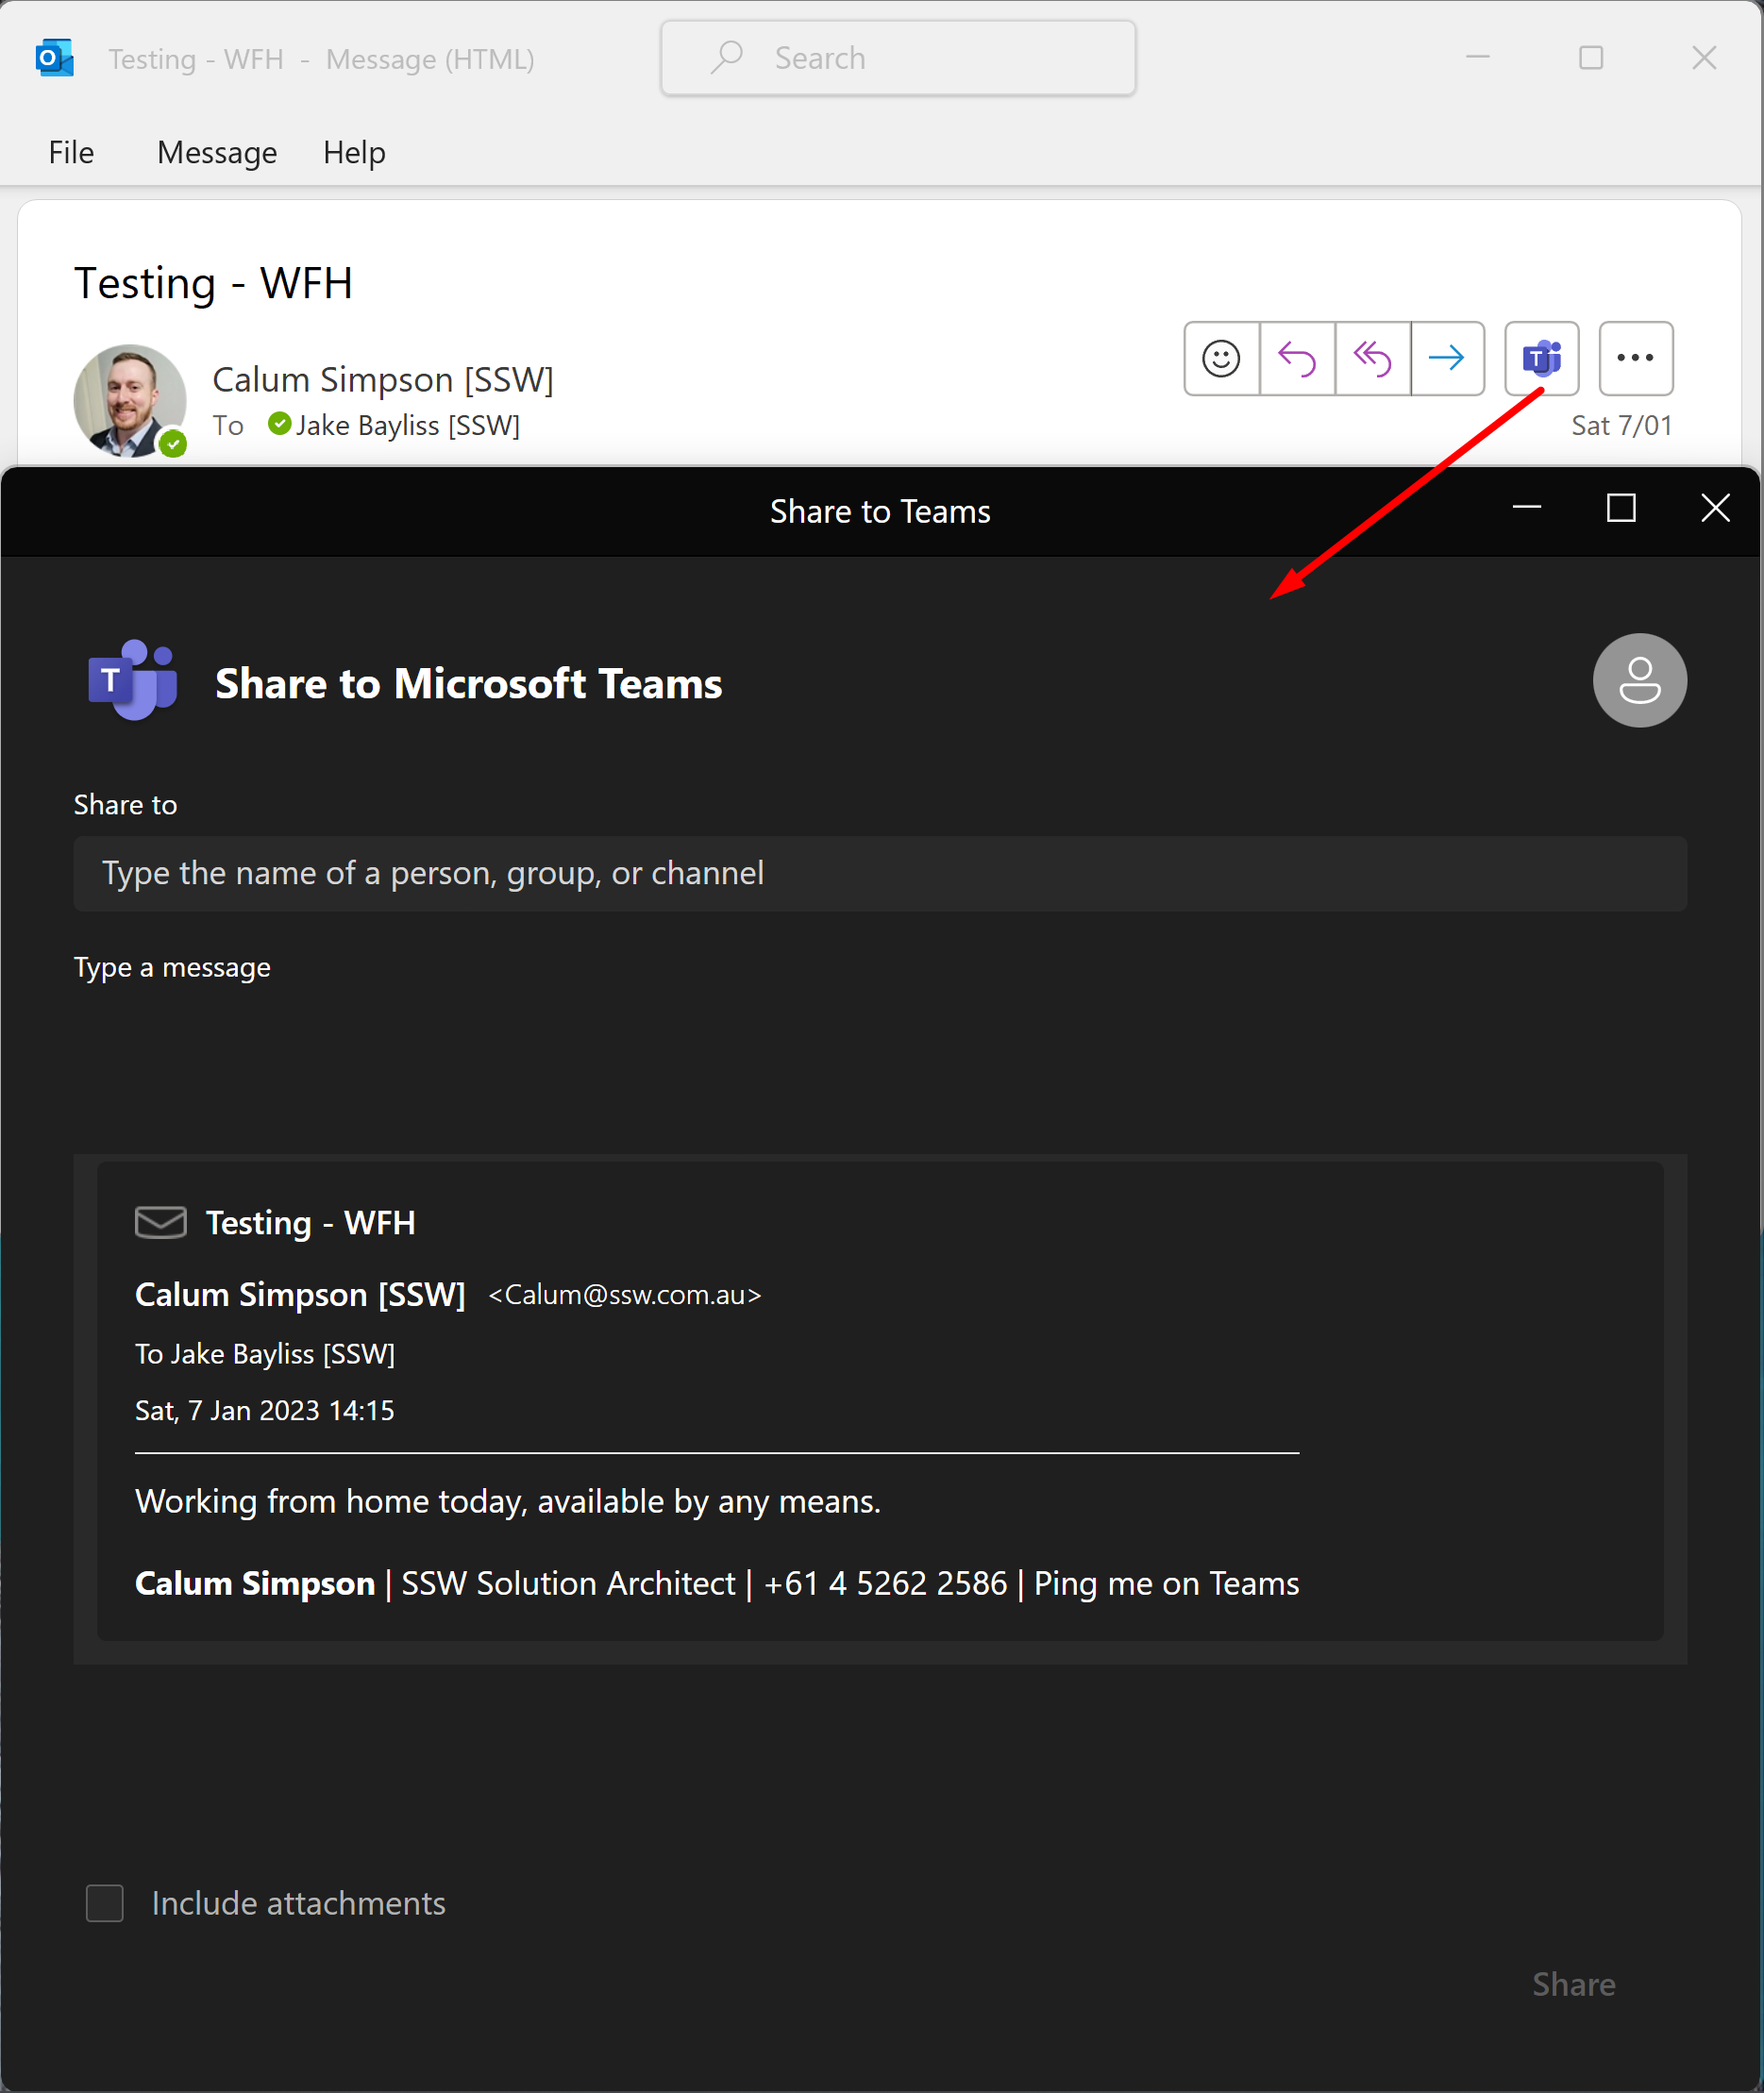 Testing - WFH - Message (HTML)
Search
File Message Help
Testing - WFH
Calum Simpson [SSW]
To Jake Bayliss [SSW]
Sat 7/01
Share to Teams
Share to Microsoft Teams
Share to
Type the name of a person, group, or channel
Type a message
Testing - WFH
Calum Simpson [SSW] <Calum@ssw.com.au>
To Jake Bayliss [SSW]
Sat, 7 Jan 2023 14:15
Working from home today, available by any means.
Calum Simpson | SSW Solution Architect | +61 4 5262 2586 | Ping me on Teams
Include attachments
Share